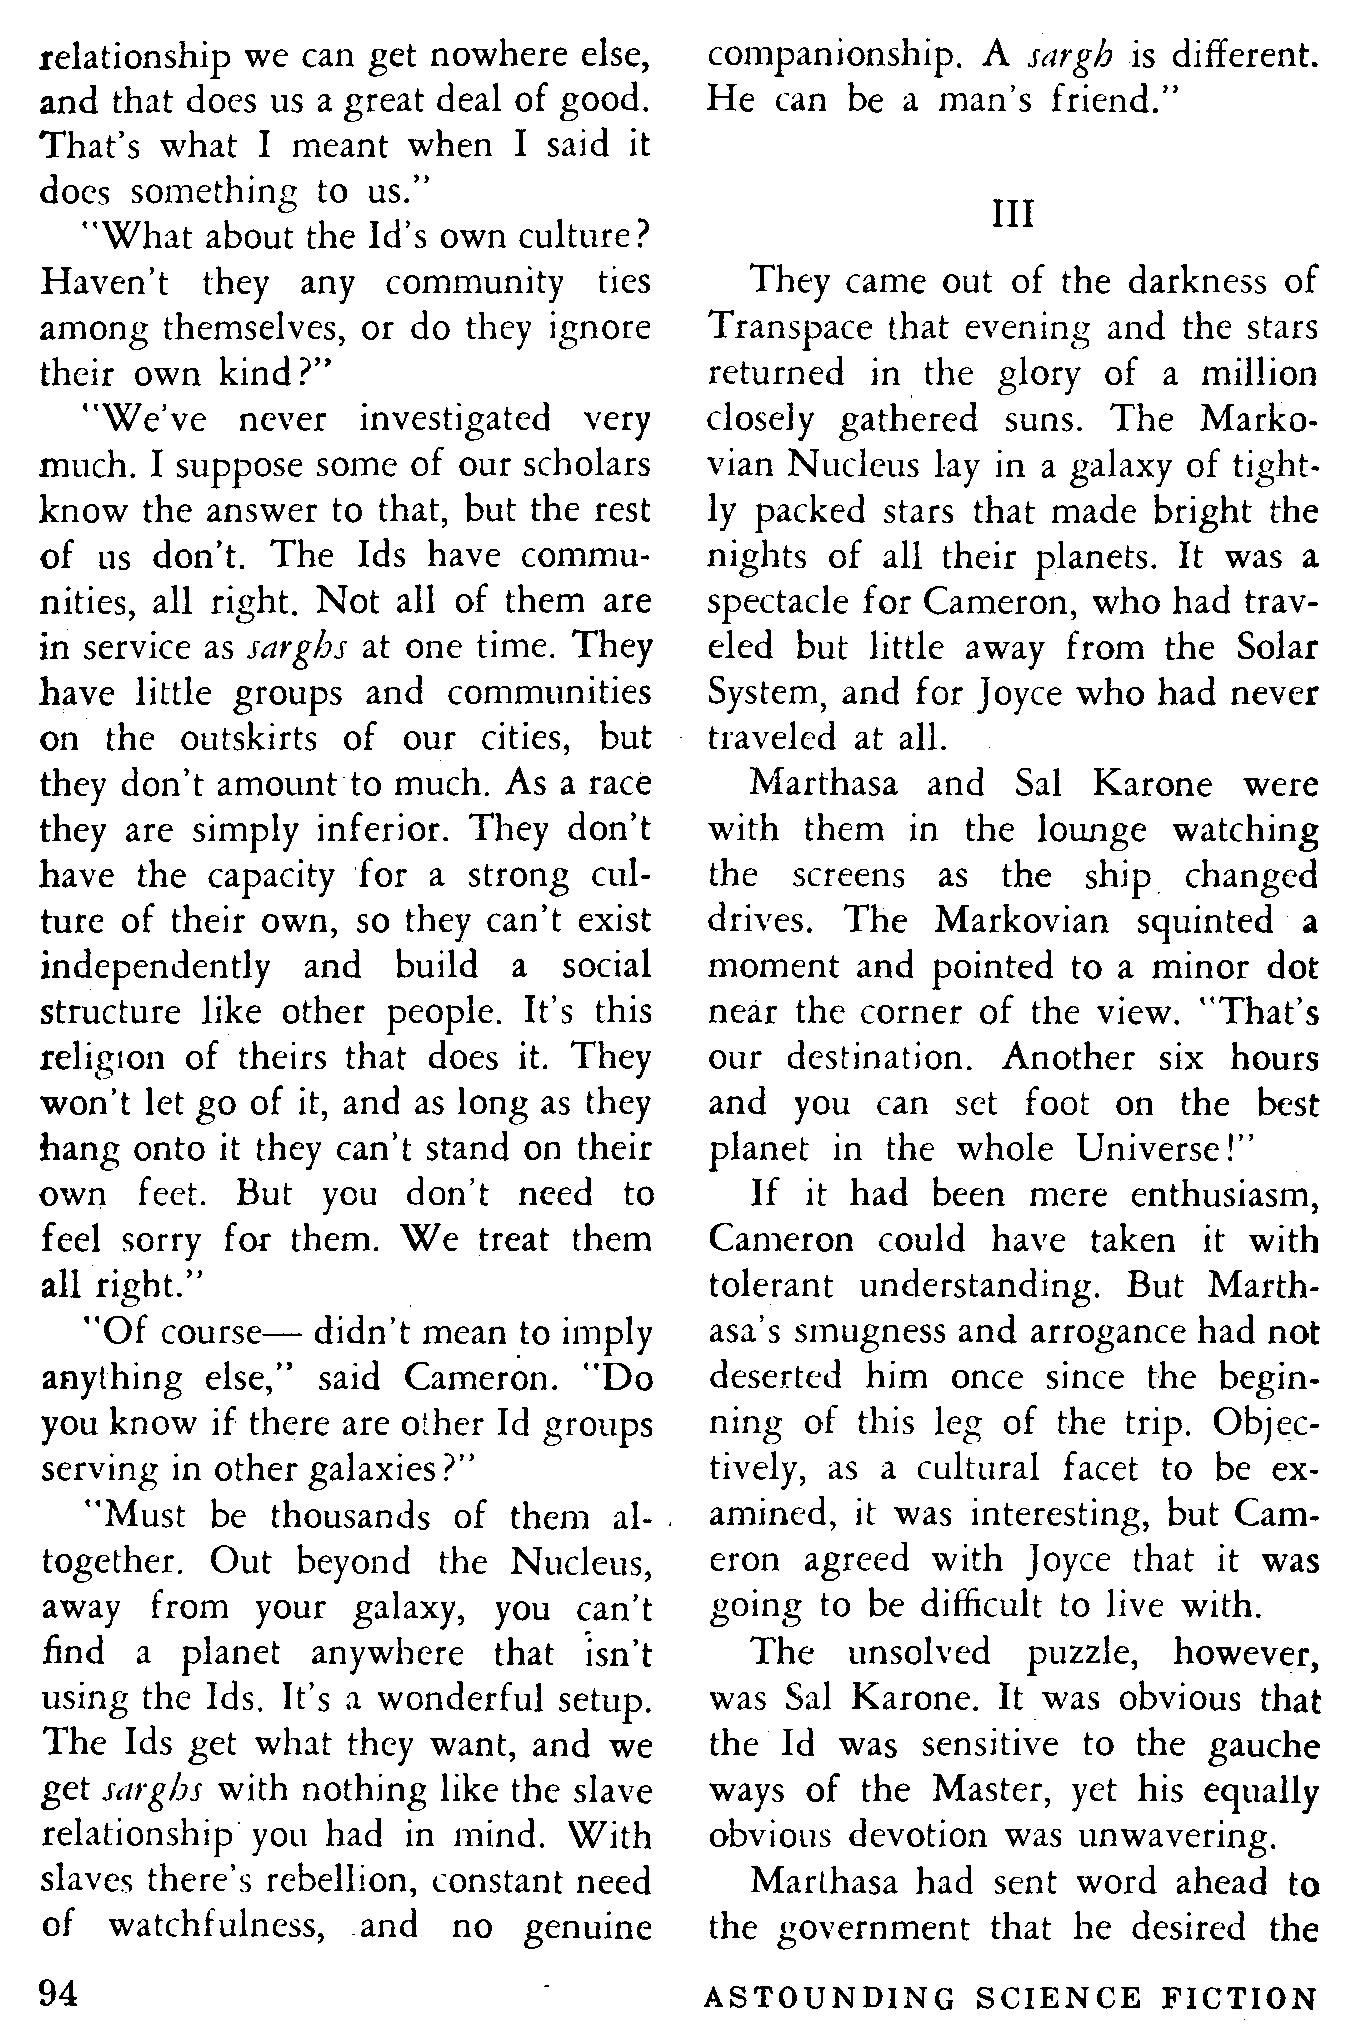 relationship we can get nowhere else,
and that does us a great deal of good.
That's what I meant when I said it
does something to us."
"What about the Id's own culture?
Haven't they any community ties
among themselves, or do they ignore
their own kind?"
"We've never investigated very
much. I suppose some of our scholars
know the answer to that, but the rest
of us don't. The Ids have commu-
nities, all right. Not all of them are
in service as sarghs at one time. They
have little groups and communities
on the outskirts of our cities, but
they don't amount to much. As a race
they are simply inferior. They don't
have the capacity for a strong cul-
ture of their own, so they can't exist
independently and build a social
structure like other people. It's this
religion of theirs that does it. They
won't let go of it, and as long as they
hang onto it they can't stand on their
own feet. But you don't need to
feel sorry for them. We treat them
all right."
"Of course— didn't mean to imply
anything else," said Cameron. "Do
you know if there are other Id groups
serving in other galaxies?"
"Must be thousands of them al-
together. Out beyond the Nucleus,
away from your galaxy, you can't
find a planet anywhere that isn't
using the Ids. It's a wonderful setup.
The Ids get what they want, and we
get sarghs with nothing like the slave
relationship you had in mind. With
slaves there's rebellion, constant need
of watchfulness, and no genuine
companionship. A sargh is different.
He can be a man's friend."
III
They came out of the darkness of
Transpace that evening and the stars
returned in the glory of a million
closely gathered suns. The Marko-
vian Nucleus lay in a galaxy of tight-
ly packed stars that made bright the
nights of all their planets. It was a
spectacle for Cameron, who had trav-
eled but little away from the Solar
System, and for Joyce who had never
traveled at all.
Marthasa and Sal Karone were
with them in the lounge watching
the screens as the ship changed
drives. The Markovian squinted a
moment and pointed to a minor dot
near the corner of the view. "That's
our destination. Another six hours
and you can set foot on the best
planet in the whole Universe!"
If it had been mere enthusiasm,
Cameron could have taken it with
tolerant understanding. But Marth-
asa's smugness and arrogance had not
deserted him once since the begin-
ning of this leg of the trip. Objec-
tively, as a cultural facet to be ex-
amined, it was interesting, but Cam-
eron agreed with Joyce that it was
going to be difficult to live with.
The unsolved puzzle, however,
was Sal Karone. It was obvious that
the Id was sensitive to the gauche
ways of the Master, yet his equally
obvious devotion was unwavering.
Marthasa had sent word ahead to
the government that he desired the
94
ASTOUNDING SCIENCE FICTION